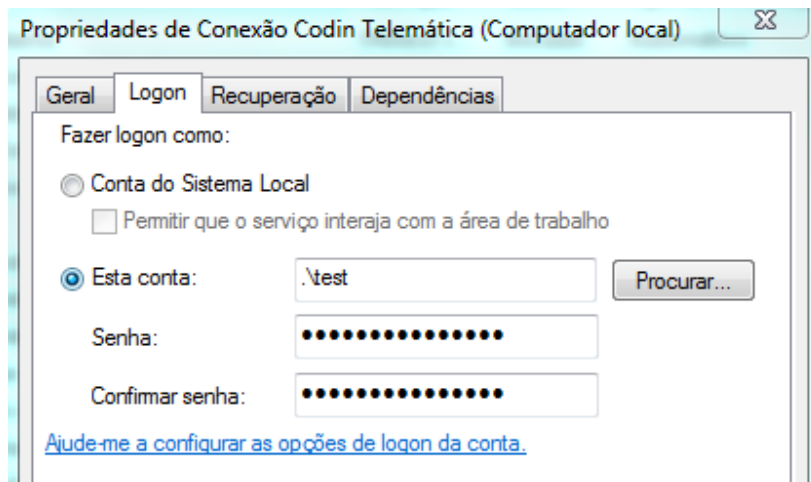 Propriedades de Conexão Codin Telemática (Computador local)
Geral Logon Recuperação Dependências
Fazer logon como:
Conta do Sistema Local
Permitir que o serviço interaja com a área de trabalho
Esta conta: .\test Procurar...
Senha: •••••••••••••••
Confirmar senha: •••••••••••••••
Ajude-me a configurar as opções de logon da conta.